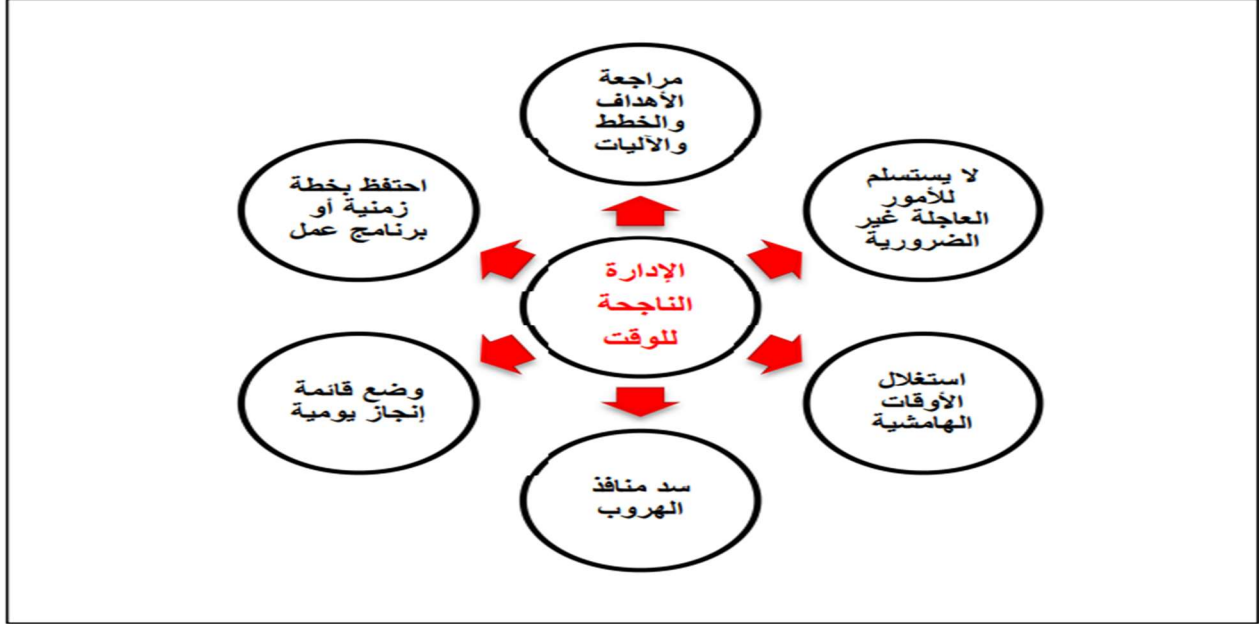 مراجعة
الأهداف
والخطط
والآليات
لا يستسلم
للأمور
العاجلة غير
الضرورية
احتفظ بخطة
زمنية أو
برنامج عمل
الإدارة
الناجحة
للوقت
استغلال
الأوقات
الهامشية
وضع قائمة
إنجاز يومية
سد منافذ
الهروب